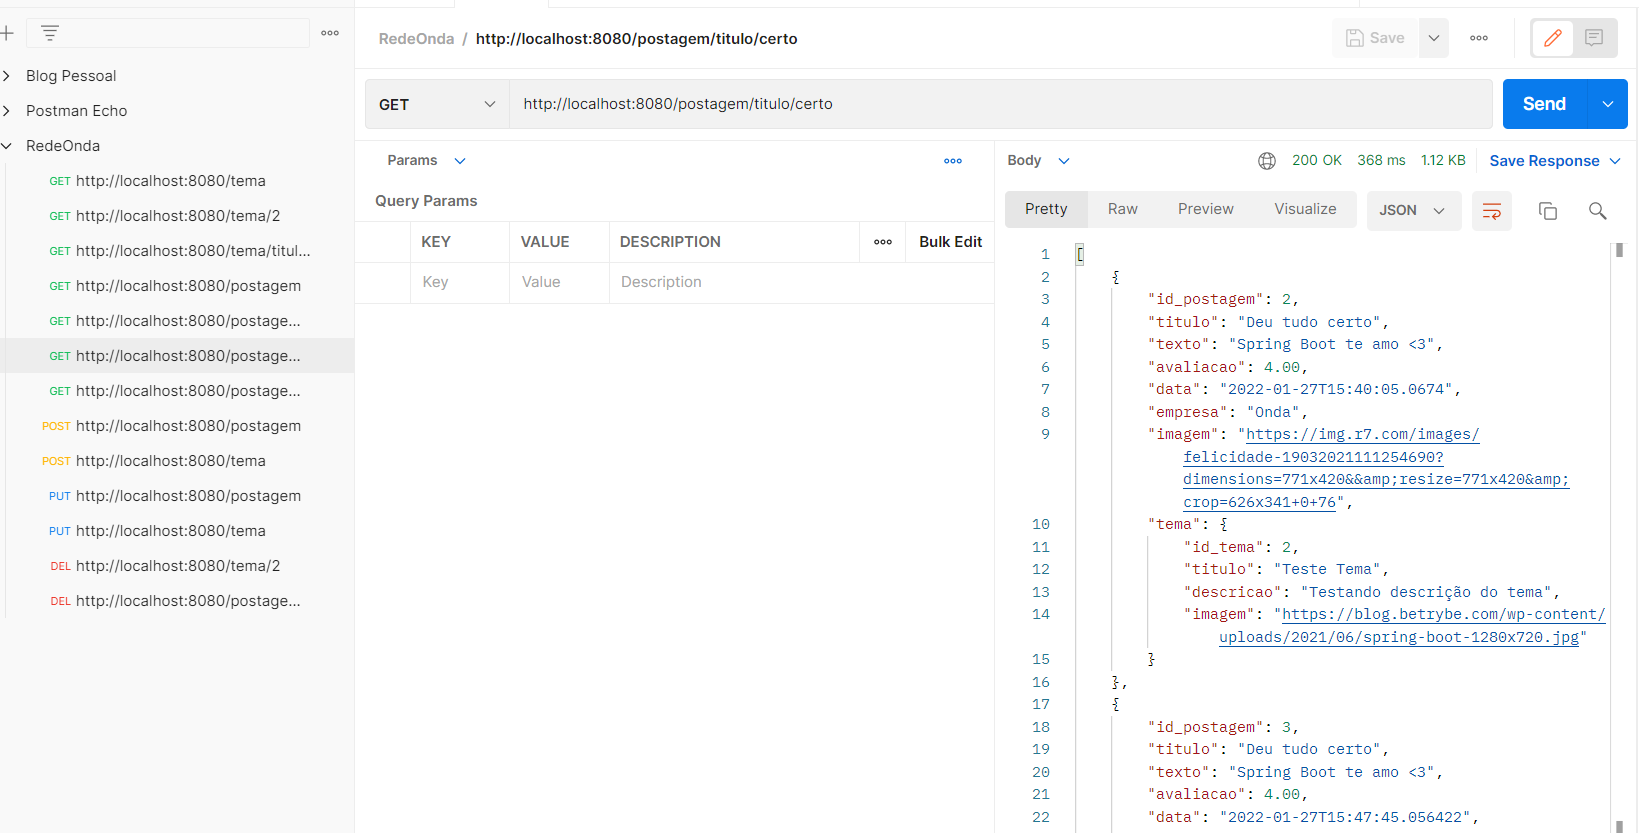 RedeOnda / http://localhost:8080/postagem/titulo/certo
Save
Blog Pessoal
Postman Echo
RedeOnda
GET http://localhost:8080/tema
GET http://localhost:8080/tema/2
GET http://localhost:8080/tema/titul...
GET http://localhost:8080/postagem
GET http://localhost:8080/postage...
GET http://localhost:8080/postage...
GET http://localhost:8080/postage...
POST http://localhost:8080/postagem
POST http://localhost:8080/tema
PUT http://localhost:8080/postagem
PUT http://localhost:8080/tema
DEL http://localhost:8080/tema/2
DEL http://localhost:8080/postage...
GET http://localhost:8080/postagem/titulo/certo Send
Params
Query Params
KEY VALUE DESCRIPTION Bulk Edit
Key Value Description
Body 200 OK 368 ms 1.12 KB Save Response
Pretty Raw Preview Visualize JSON
1 [
2 {
3 "id_postagem": 2,
4 "titulo": "Deu tudo certo",
5 "texto": "Spring Boot te amo <3",
6 "avaliacao": 4.00,
7 "data": "2022-01-27T15:40:05.0674",
8 "empresa": "Onda",
9 "imagem": "https://img.r7.com/images/
felicidade-19032021111254690?
dimensions=771x420&&amp;resize=771x420&amp;
crop=626x341+0+76",
10 "tema": {
11 "id_tema": 2,
12 "titulo": "Teste Tema",
13 "descricao": "Testando descrição do tema",
14 "imagem": "https://blog.betrybe.com/wp-content/
uploads/2021/06/spring-boot-1280x720.jpg"
15 }
16 },
17 {
18 "id_postagem": 3,
19 "titulo": "Deu tudo certo",
20 "texto": "Spring Boot te amo <3",
21 "avaliacao": 4.00,
22 "data": "2022-01-27T15:47:45.056422",